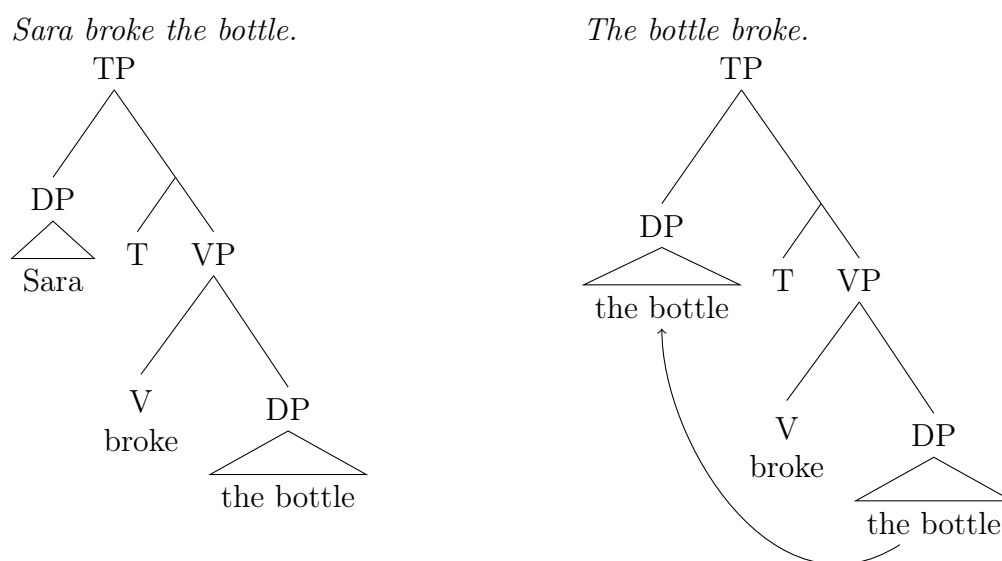 Sara broke the bottle.
TP
DP
Sara
T
VP
V
broke
DP
the bottle
The bottle broke.
TP
DP
the bottle
T
VP
V
broke
DP
the bottle